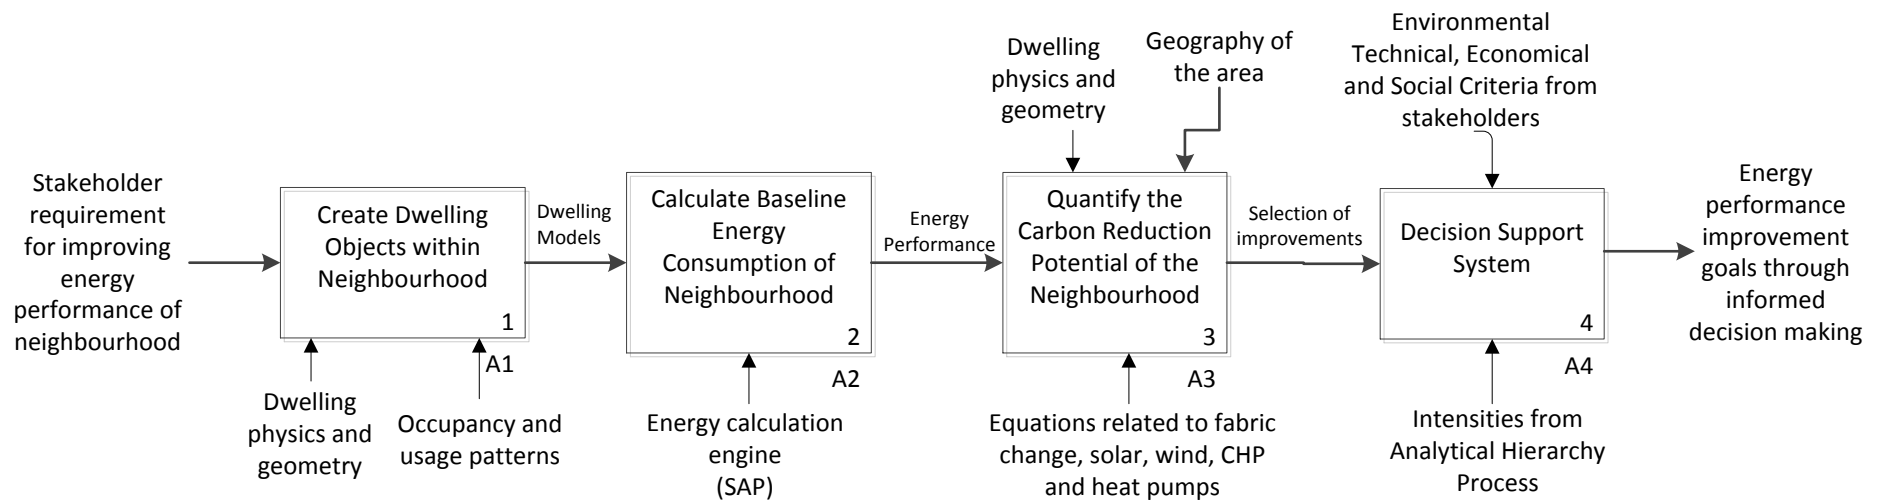 Stakeholder
requirement
for improving
energy
performance of
neighbourhood
Create Dwelling
Objects within
Neighbourhood
1
A1
Dwelling
physics and
geometry
Occupancy and
usage patterns
Dwelling
Models
Calculate Baseline
Energy
Consumption of
Neighbourhood
2
A2
Energy calculation
engine
(SAP)
Energy
Performance
Dwelling
physics and
geometry
Geography of
the area
Quantify the
Carbon Reduction
Potential of the
Neighbourhood
3
A3
Equations related to fabric
change, solar, wind, CHP
and heat pumps
Selection of
improvements
Environmental
Technical, Economical
and Social Criteria from
stakeholders
Decision Support
System
4
A4
Intensities from
Analytical Hierarchy
Process
Energy
performance
improvement
goals through
informed
decision making